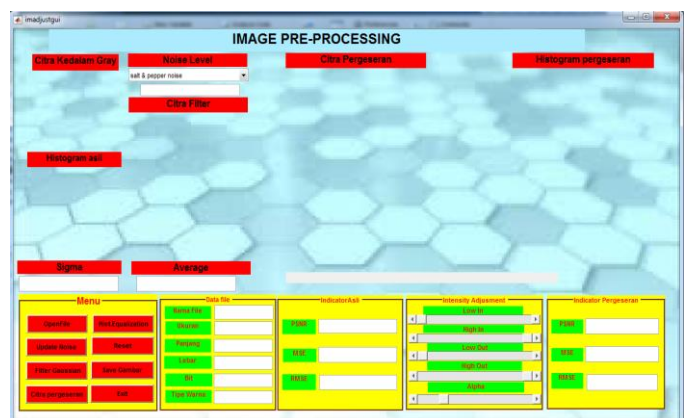 imadjustgui
IMAGE PRE-PROCESSING
Citra Kedalam Gray
Noise Level
Citra Pergeseran
Histogram pergeseran
salt & pepper noise
Citra Filter
Histogram asli
Sigma
Average
Menu
OpenFile
Hist.Equalization
Update Noise
Reset
Filter Gaussian
Save Gambar
Citra pergeseran
Exit
Data file
Nama File
Ukuran
Panjang
Lebar
Bit
Tipe Warna
IndicatorAsli
PSNR
MSE
RMSE
Intensity Adjusment
Low In
High In
Low Out
High Out
Alpha
Indicator Pergeseran
PSNR
MSE
RMSE